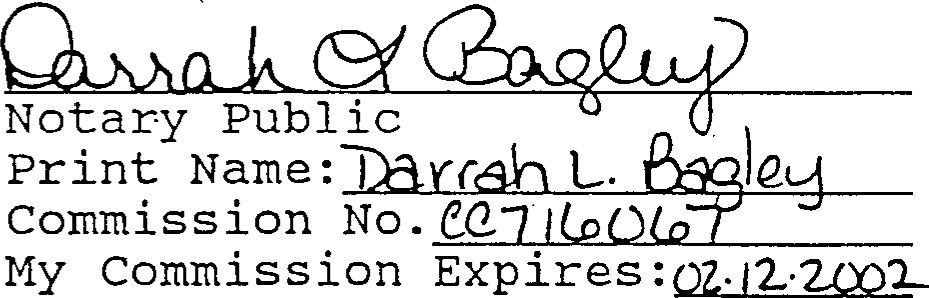 Darrah L Bagley
Notary Public
Print Name: Darrah L. Bagley
Commission No. CC716067
My Commission Expires: 02.12.2002